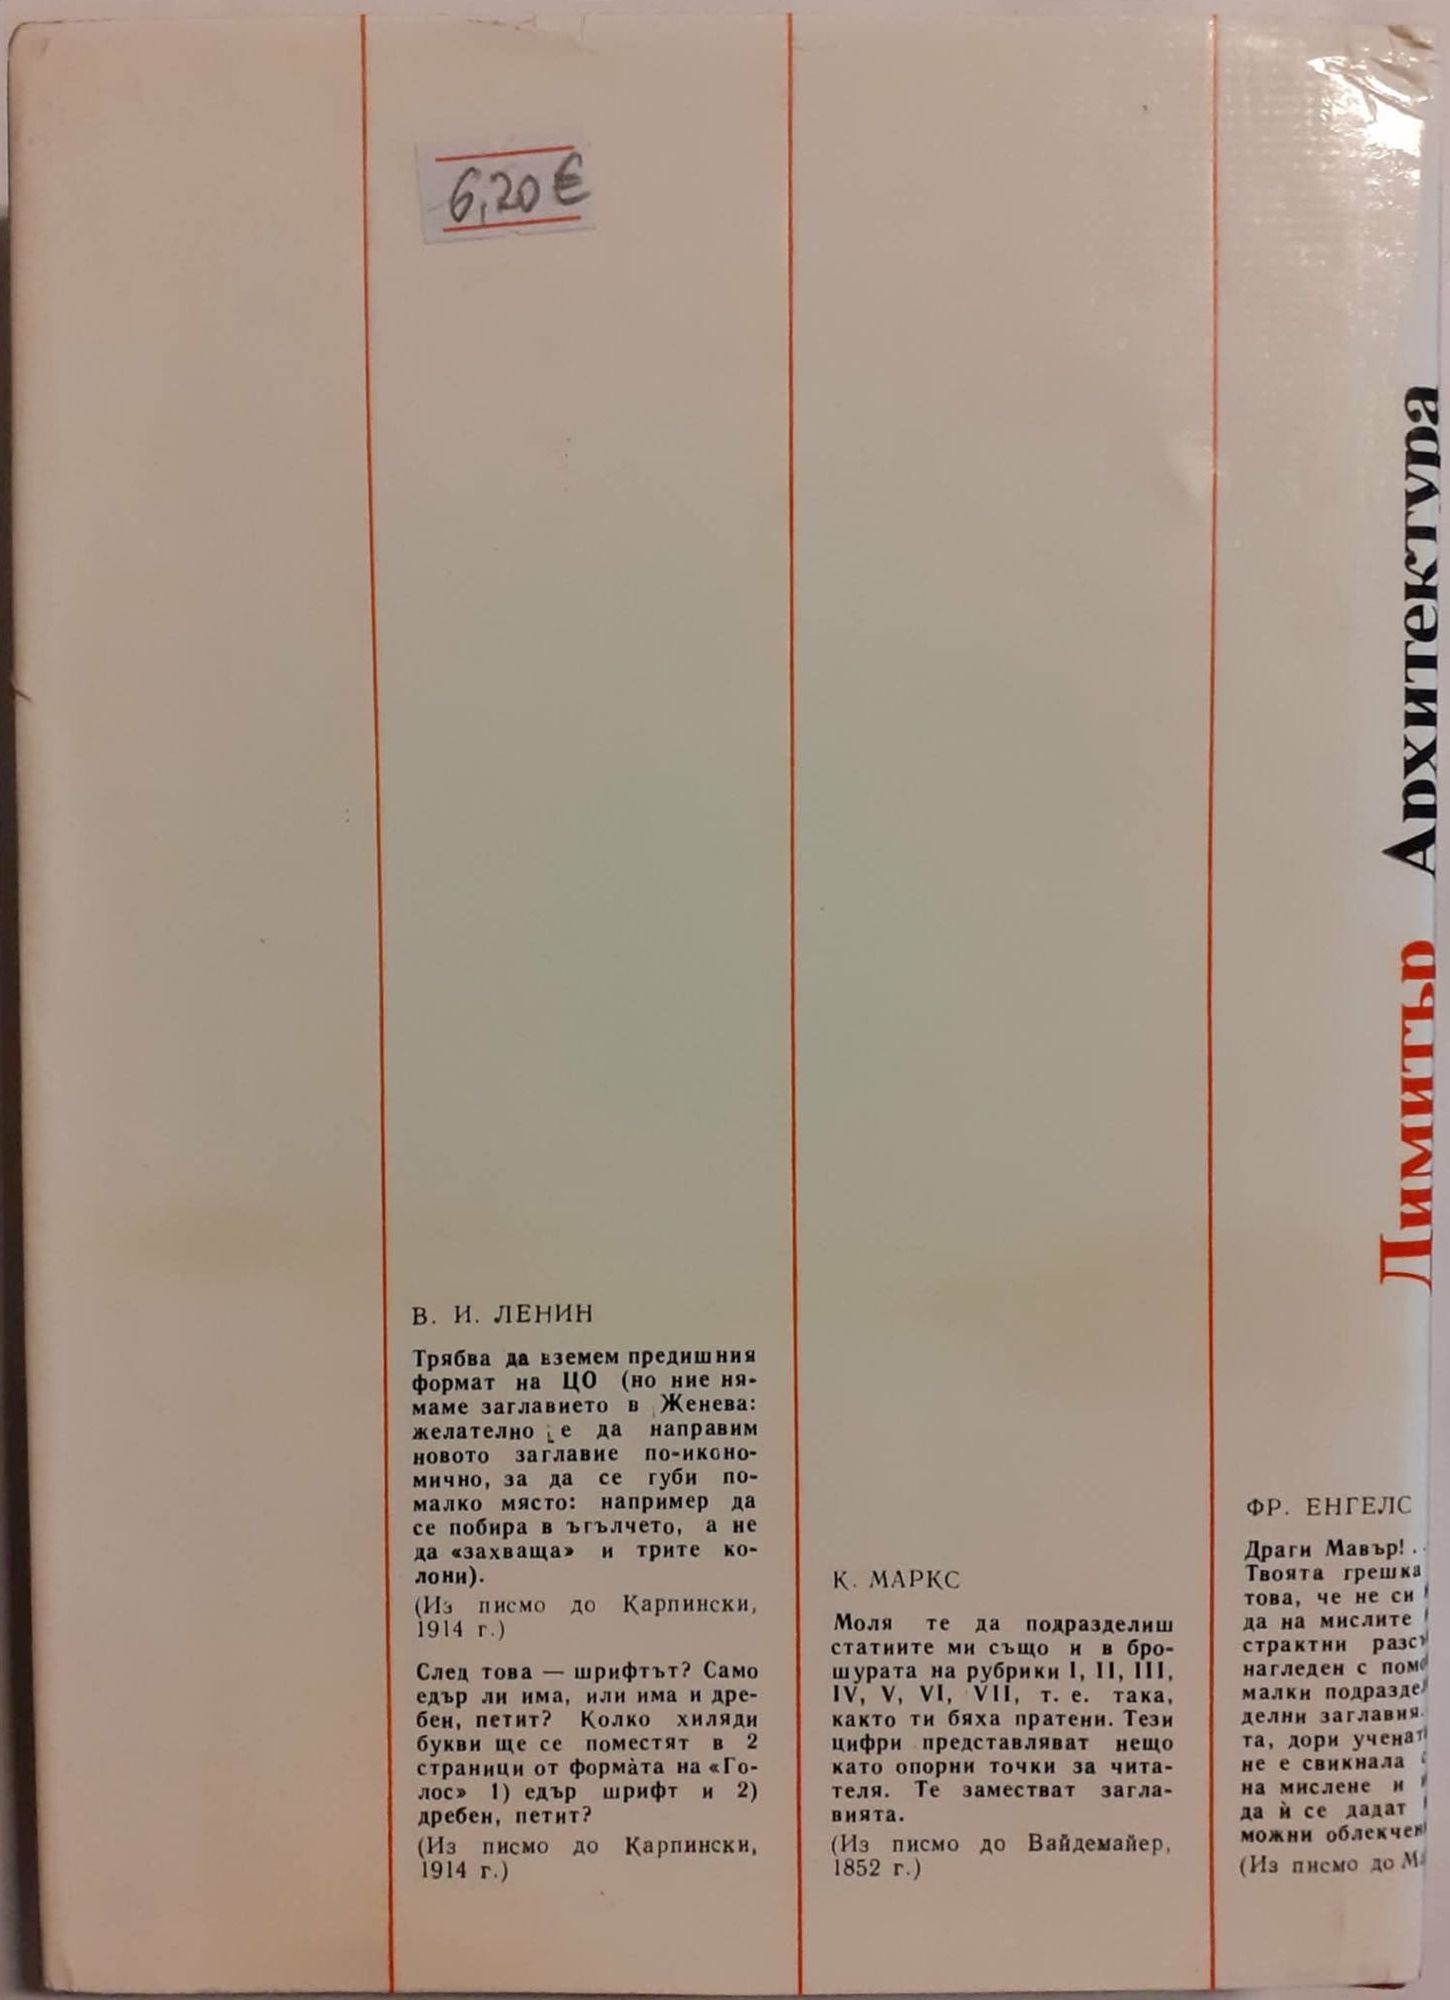 6,20 €
В. И. ЛЕНИН
Трябва да вземем предишния
формат на ЦО (но ние ня-
маме заглавието в Женева:
желателно е да направим
новото заглавие по-иконо-
мично, за да се губи по-
малко място: например да
се побира в ъгълчето, а не
да «захваща» и трите ко-
лони).
(Из писмо до Карпински,
1914 г.)
След това — шрифтът? Само
едър ли има, или има и дре-
бен, петит? Колко хиляди
букви ще се поместят в 2
страници от формàта на «Го-
лос» 1) едър шрифт и 2)
дребен, петит?
(Из писмо до Карпински,
1914 г.)
К. МАРКС
Моля те да подразделиш
статиите ми също и в бро-
шурата на рубрики I, II, III,
IV, V, VI, VII, т. е. така,
както ти бяха пратени. Тези
цифри представляват нещо
като опорни точки за чита-
теля. Те заместват загла-
вията.
(Из писмо до Вайдемайер,
1852 г.)
ФР. ЕНГЕЛС
Драги Мавър! . .
Твоята грешка
това, че не си
да на мислите
страктни
нагледен с
малки
делни заглавия.
та, дори
не е свикнала
на мислене и
да ѝ се дадат
можни
(Из писмо до
Димитър Архитектура